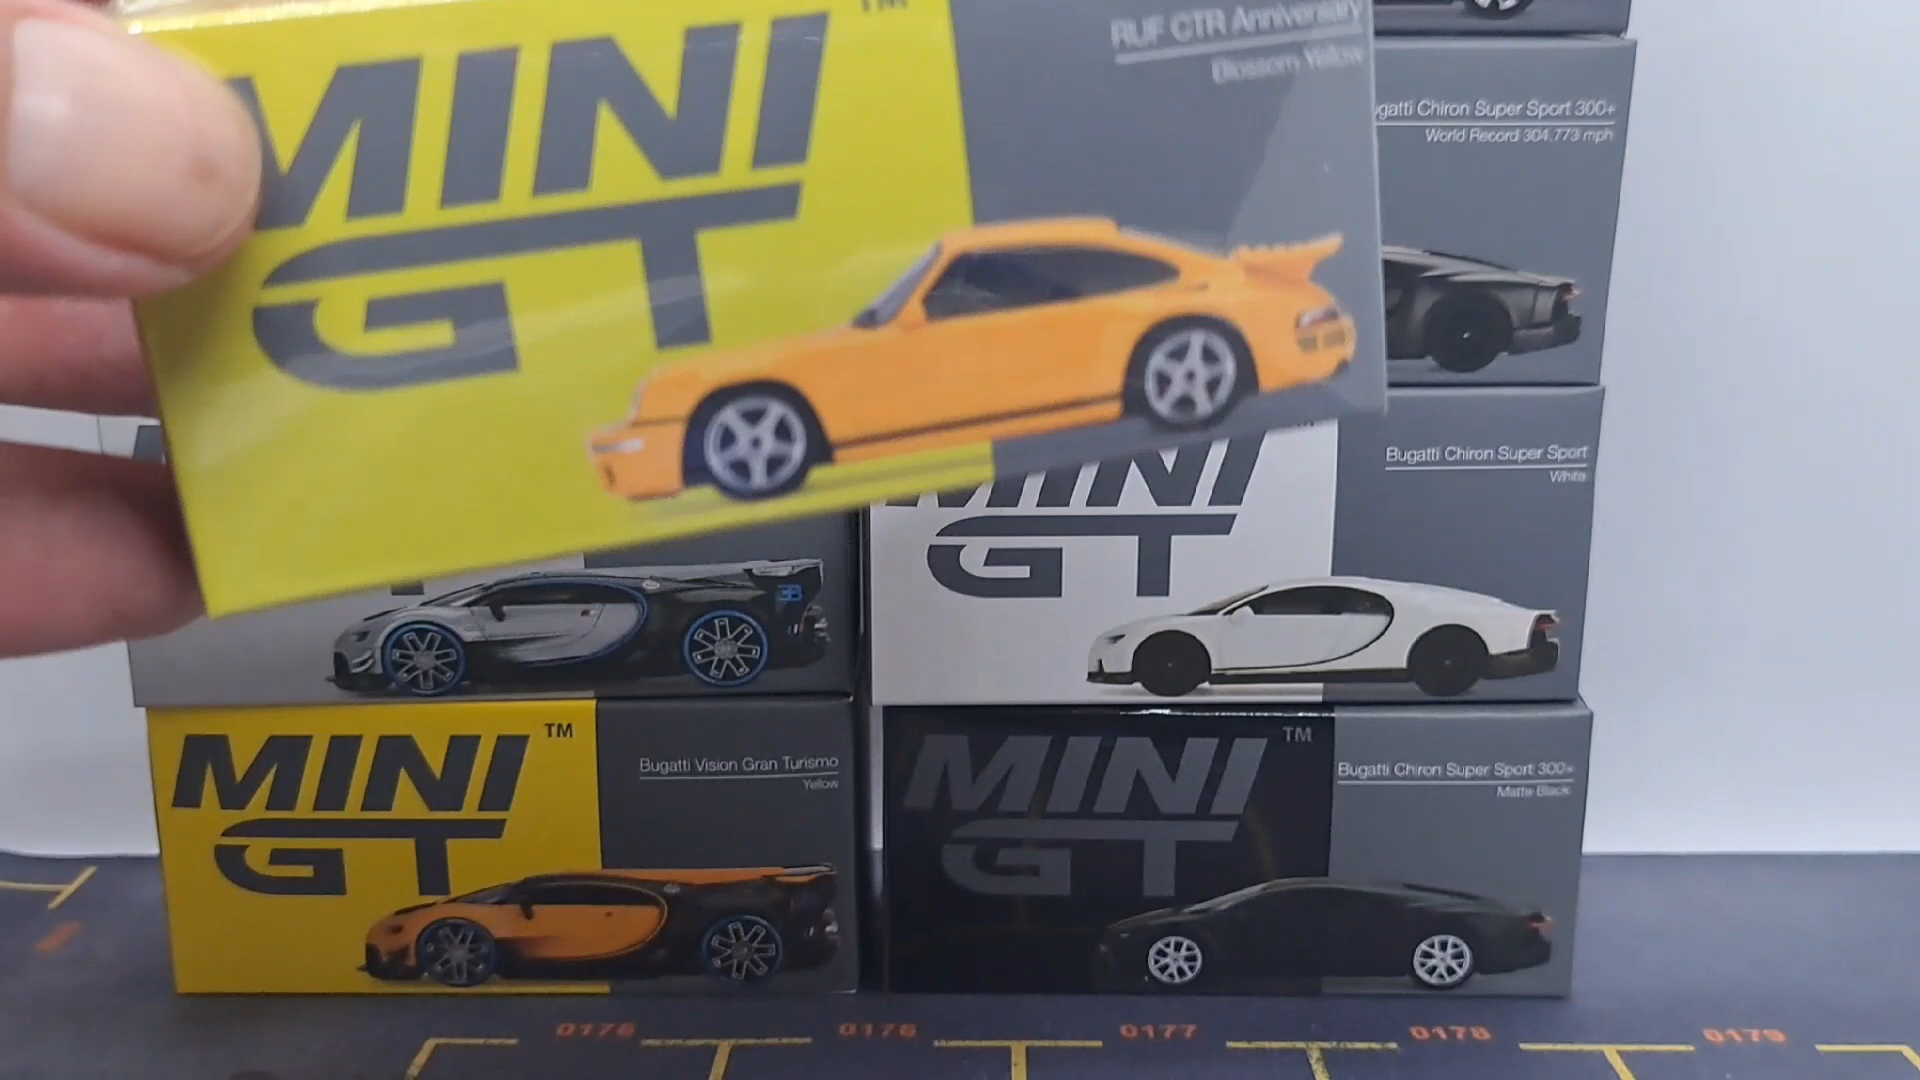 MINI
GT
TM
RUF CTR Anniversary
Blossom Yellow
gatti Chiron Super Sport 300+
World Record 304.773 mph
MINI
GT
Bugatti Chiron Super Sport
White
MINI
GT
TM
Bugatti Vision Gran Turismo
Yellow
MINI
GT
TM
Bugatti Chiron Super Sport 300+
Matte Black
0175
0176
0177
0178
0179